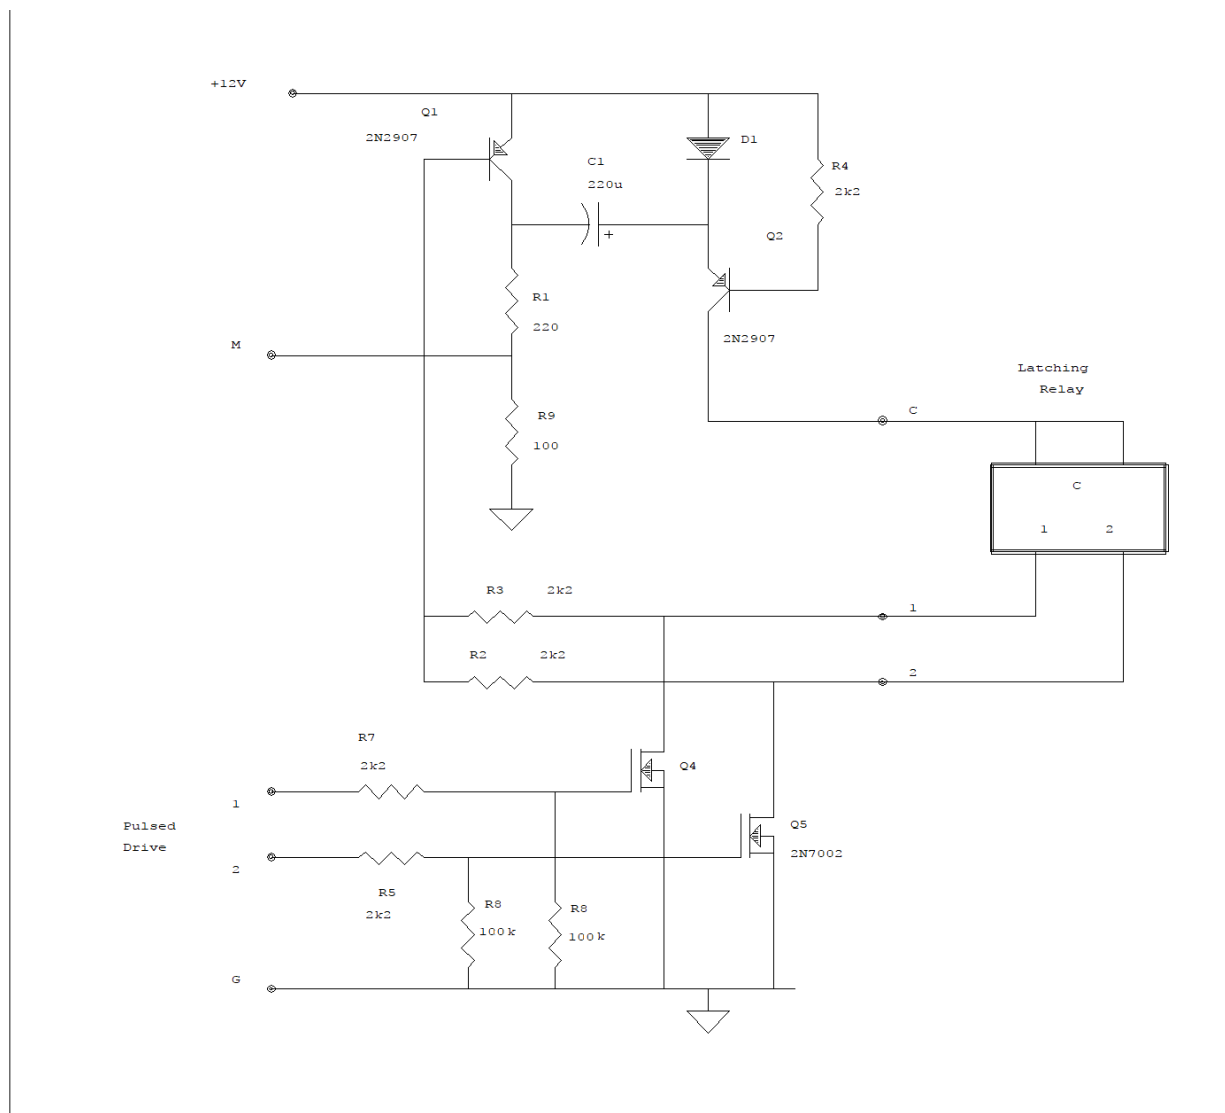 +12V
Q1
2N2907
D1
C1
220u
+
R4
2k2
Q2
R1
220
2N2907
M
Latching
Relay
R9
100
C
C
1 2
R3 2k2
1
R2 2k2
2
R7
2k2
Q4
1
Pulsed
Drive
Q5
2N7002
2
R5
2k2
R8
100k
R8
100k
G